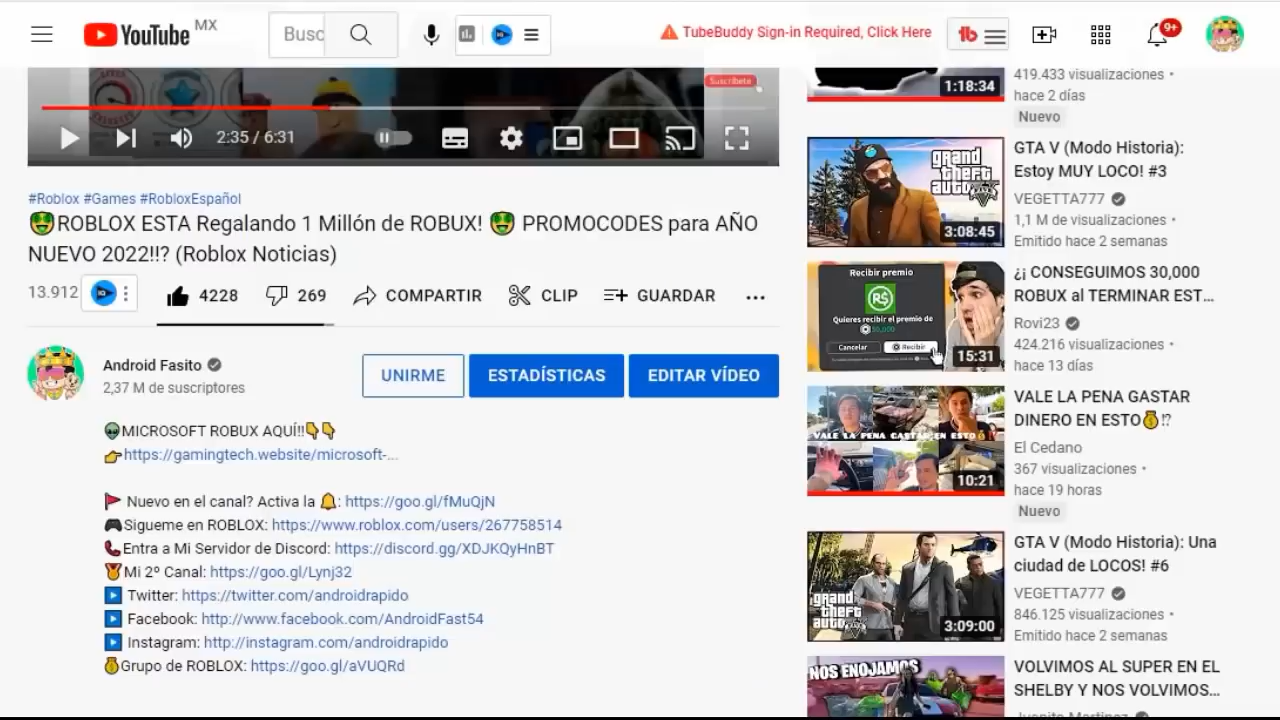 YouTube MX
Busc
TubeBuddy Sign-in Required, Click Here
tb
9+
Suscríbete
2:35 / 6:31
#Roblox #Games #RobloxEspañol
🤑ROBLOX ESTA Regalando 1 Millón de ROBUX! 🤑 PROMOCODES para AÑO
NUEVO 2022!!? (Roblox Noticias)
13.912
4228
269
COMPARTIR
CLIP
GUARDAR
Android Fasito
2,37 M de suscriptores
UNIRME
ESTADÍSTICAS
EDITAR VÍDEO
👽MICROSOFT ROBUX AQUÍ!!👇👇
👉https://gamingtech.website/microsoft-...
🚩 Nuevo en el canal? Activa la 🔔: https://goo.gl/fMuQjN
🎮Sigueme en ROBLOX: https://www.roblox.com/users/267758514
📞Entra a Mi Servidor de Discord: https://discord.gg/XDJKQyHnBT
🏅Mi 2º Canal: https://goo.gl/Lynj32
▶️ Twitter: https://twitter.com/androidrapido
▶️ Facebook: http://www.facebook.com/AndroidFast54
▶️ Instagram: http://instagram.com/androidrapido
💰Grupo de ROBLOX: https://goo.gl/aVUQRd
1:18:34
419.433 visualizaciones •
hace 2 días
Nuevo
grand
theft
auto
3:08:45
GTA V (Modo Historia):
Estoy MUY LOCO! #3
VEGETTA777
1,1 M de visualizaciones •
Emitido hace 2 semanas
Recibir premio
R$
Quieres recibir el premio de
30,000
Cancelar
Recibir
15:31
¿¡ CONSEGUIMOS 30,000
ROBUX al TERMINAR EST...
Rovi23
424.216 visualizaciones •
hace 13 días
VALE LA PENA GASTAR EN ESTO💰⁉
10:21
VALE LA PENA GASTAR
DINERO EN ESTO💰⁉
El Cedano
367 visualizaciones •
hace 19 horas
Nuevo
grand
theft
auto
3:09:00
GTA V (Modo Historia): Una
ciudad de LOCOS! #6
VEGETTA777
846.125 visualizaciones •
Emitido hace 2 semanas
NOS ENOJAMOS
VOLVIMOS AL SUPER EN EL
SHELBY Y NOS VOLVIMOS...